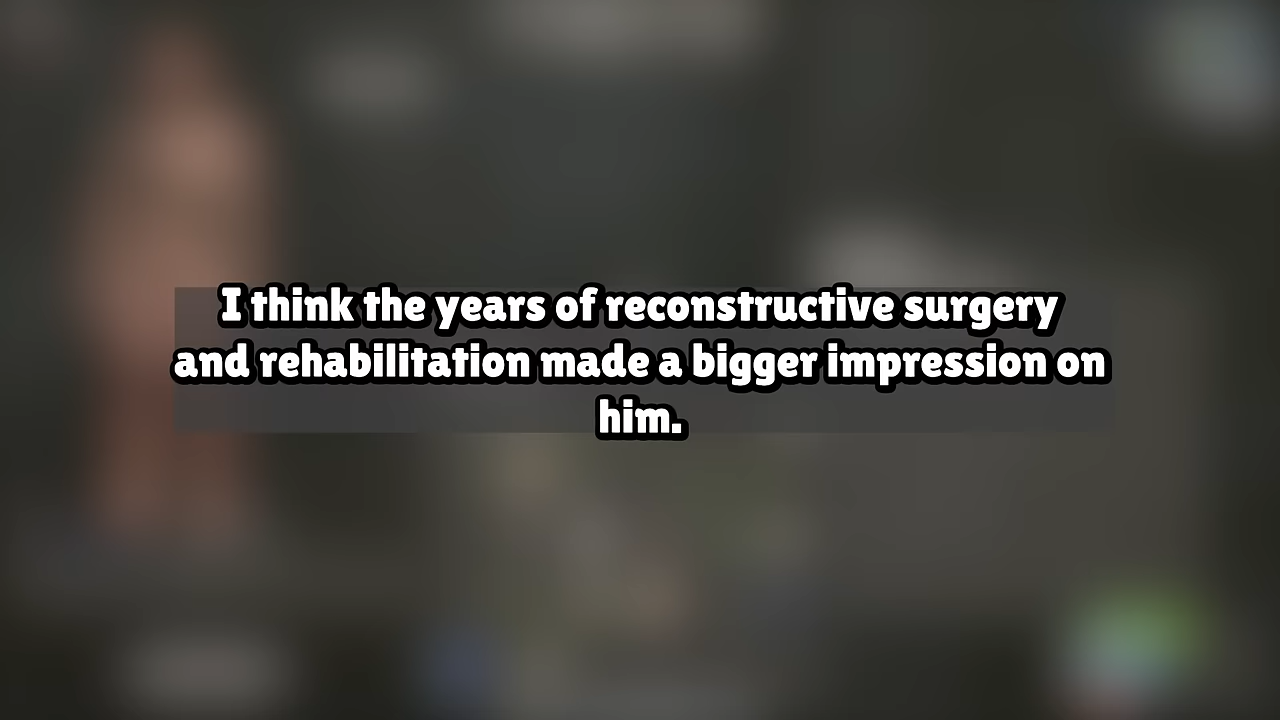 I think the years of reconstructive surgery
and rehabilitation made a bigger impression on
him.